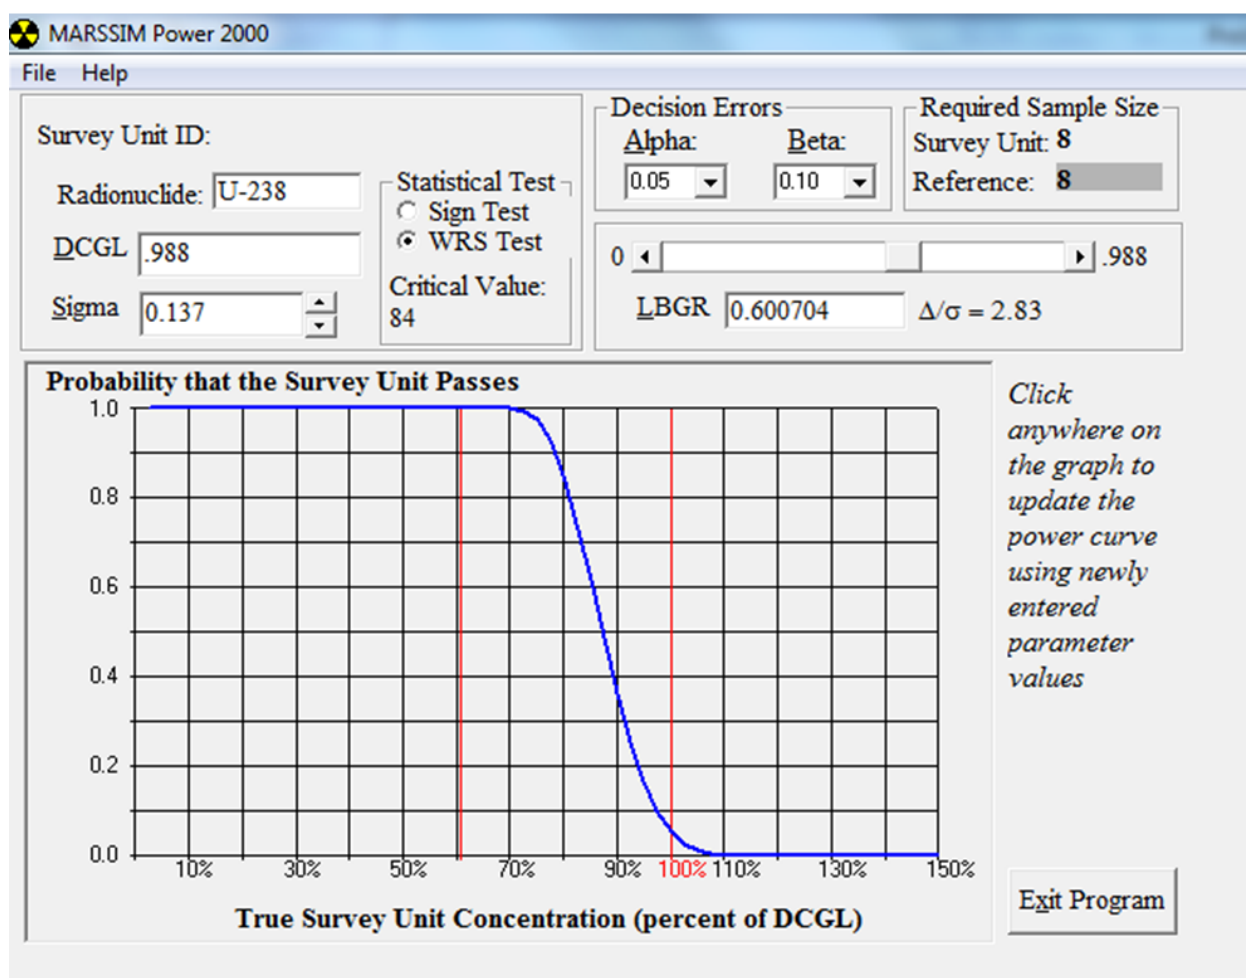 MARSSIM Power 2000
File Help
Survey Unit ID:
Radionuclide: U-238
DCGL .988
Sigma 0.137
Statistical Test
Sign Test
WRS Test
Critical Value:
84
Decision Errors
Alpha: Beta:
0.05 0.10
Required Sample Size
Survey Unit: 8
Reference: 8
0 .988
LBGR 0.600704 Δ/σ = 2.83
Probability that the Survey Unit Passes
1.0
0.8
0.6
0.4
0.2
0.0
10% 30% 50% 70% 90% 100% 110% 130% 150%
True Survey Unit Concentration (percent of DCGL)
Click
anywhere on
the graph to
update the
power curve
using newly
entered
parameter
values
Exit Program